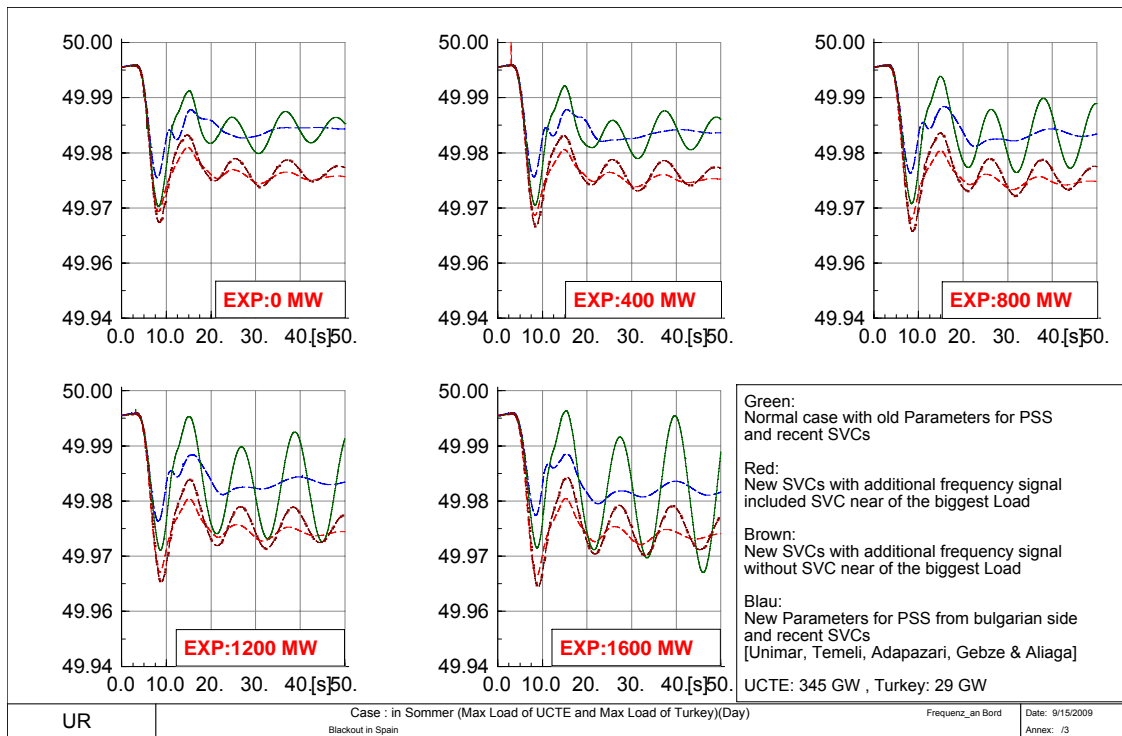 50.00
49.99
49.98
49.97
49.96
49.94
0.0 10.0 20. 30. 40.[s]50.
EXP:0 MW
50.00
49.99
49.98
49.97
49.96
49.94
0.0 10.0 20. 30. 40.[s]50.
EXP:400 MW
50.00
49.99
49.98
49.97
49.96
49.94
0.0 10.0 20. 30. 40.[s]50.
EXP:800 MW
50.00
49.99
49.98
49.97
49.96
49.94
0.0 10.0 20. 30. 40.[s]50.
EXP:1200 MW
50.00
49.99
49.98
49.97
49.96
49.94
0.0 10.0 20. 30. 40.[s]50.
EXP:1600 MW
Green:
Normal case with old Parameters for PSS
and recent SVCs
Red:
New SVCs with additional frequency signal
included SVC near of the biggest Load
Brown:
New SVCs with additional frequency signal
without SVC near of the biggest Load
Blau:
New Parameters for PSS from bulgarian side
and recent SVCs
[Unimar, Temeli, Adapazari, Gebze & Aliaga]
UCTE: 345 GW , Turkey: 29 GW
UR
Case : in Sommer (Max Load of UCTE and Max Load of Turkey)(Day)
Blackout in Spain
Frequenz_an Bord
Date: 9/15/2009
Annex: /3